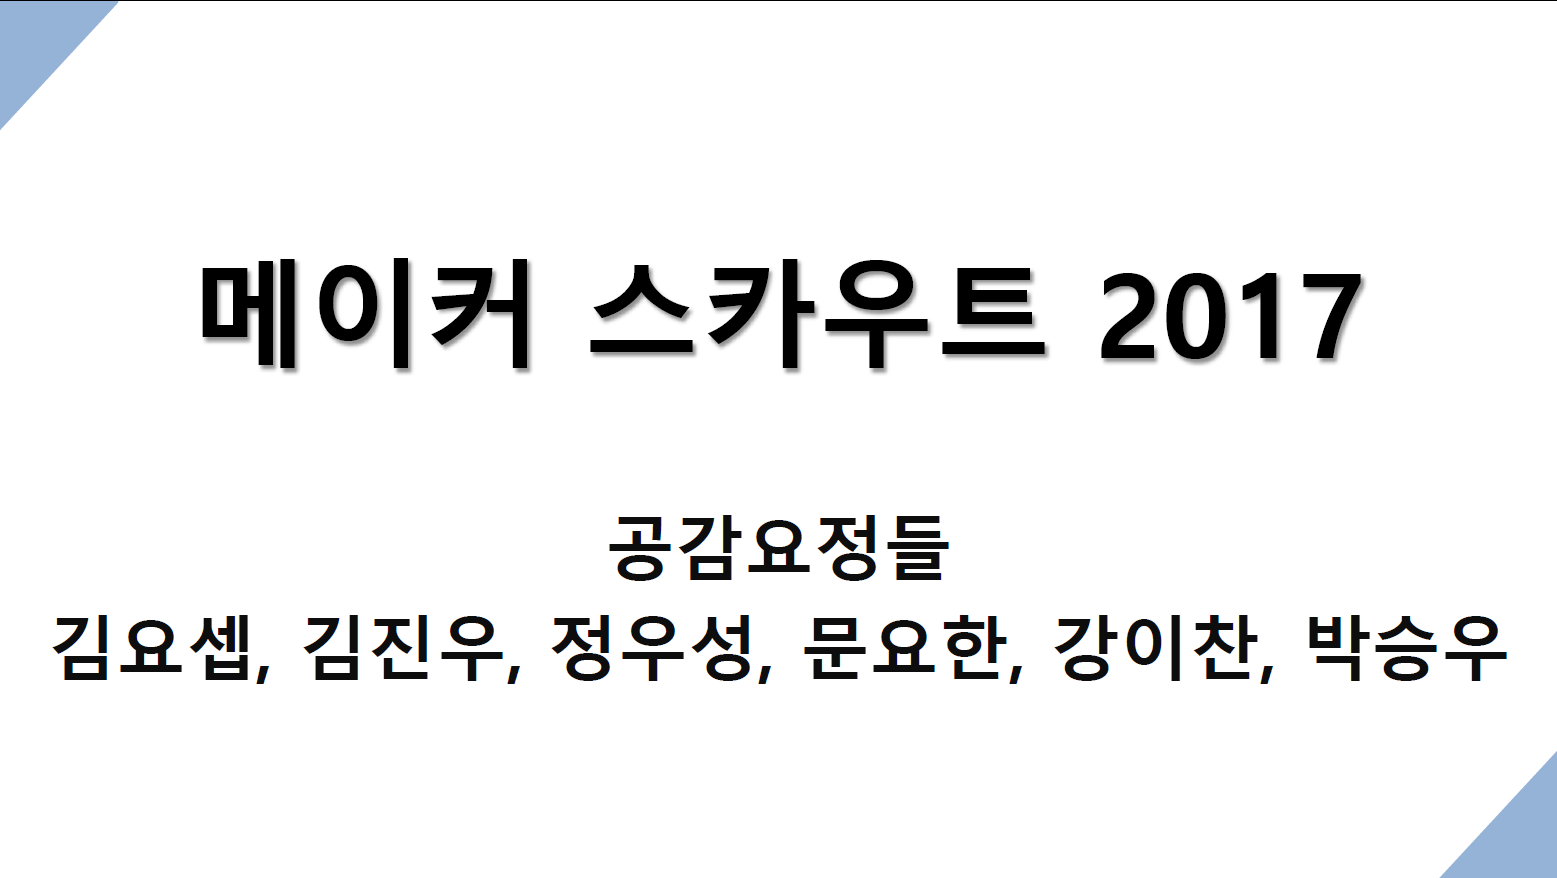 메이커 스카우트 2017
공감요정들
김요셉, 김진우, 정우성, 문요한, 강이찬, 박승우